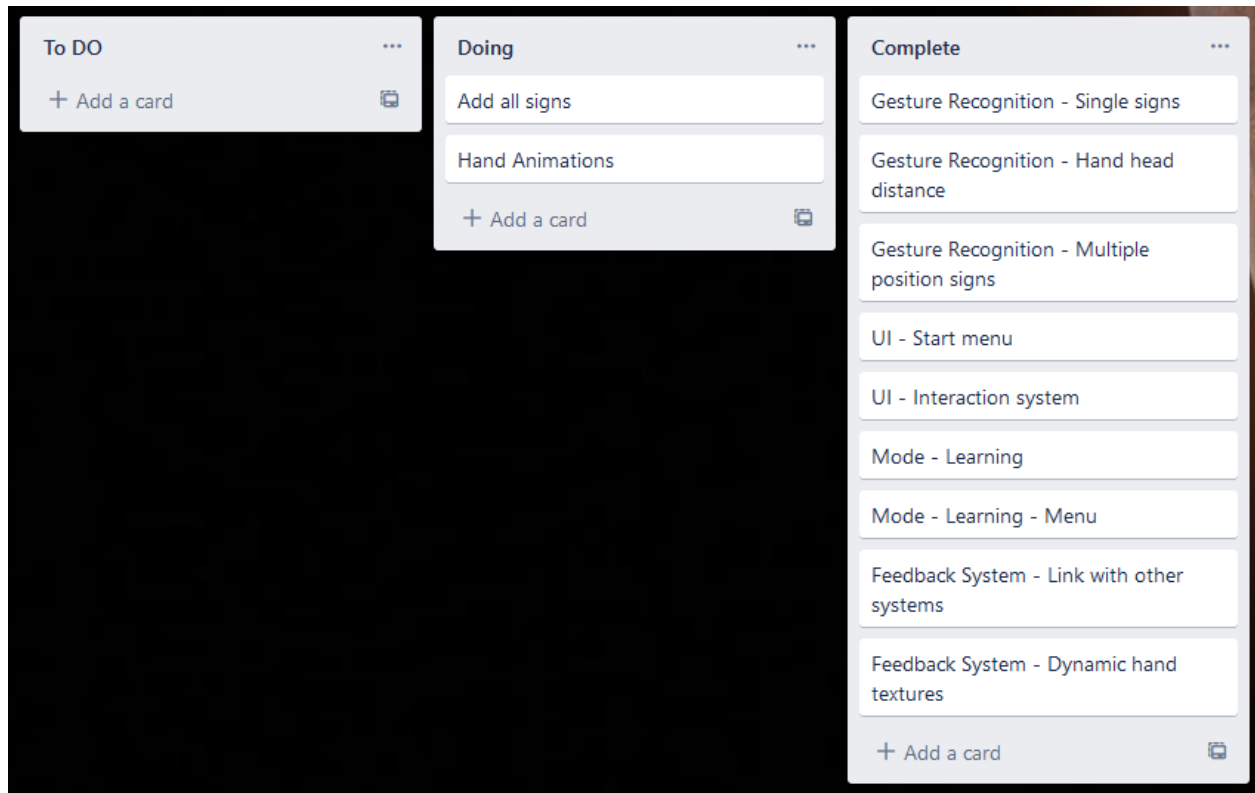 To DO
+ Add a card
Doing
Add all signs
Hand Animations
+ Add a card
Complete
Gesture Recognition - Single signs
Gesture Recognition - Hand head
distance
Gesture Recognition - Multiple
position signs
UI - Start menu
UI - Interaction system
Mode - Learning
Mode - Learning - Menu
Feedback System - Link with other
systems
Feedback System - Dynamic hand
textures
+ Add a card